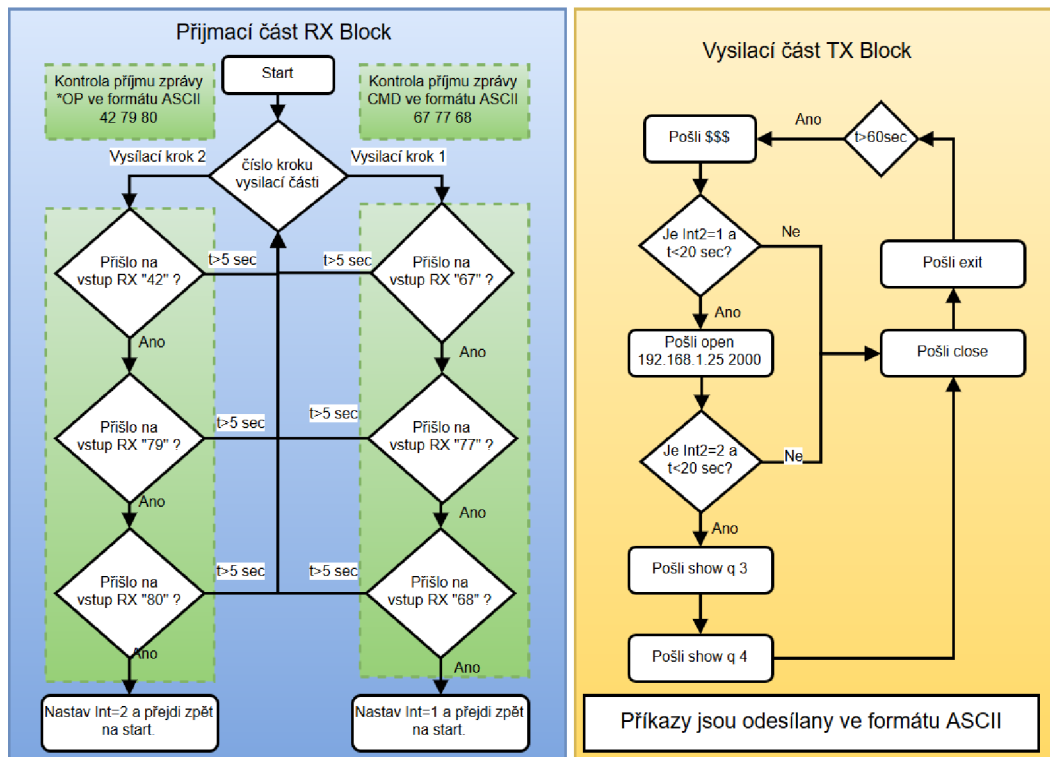 Přijmací část RX Block
Kontrola příjmu zprávy
*OP ve formátu ASCII
42 79 80
Start
Kontrola příjmu zprávy
CMD ve formátu ASCII
67 77 68
Vysílací krok 2
číslo kroku
vysilací části
Vysílací krok 1
Přišlo na
vstup RX "42" ?
t>5 sec
t>5 sec
Přišlo na
vstup RX "67" ?
Ano
Ano
Přišlo na
vstup RX "79" ?
t>5 sec
t>5 sec
Přišlo na
vstup RX "77" ?
Ano
Ano
Přišlo na
vstup RX "80" ?
t>5 sec
t>5 sec
Přišlo na
vstup RX "68" ?
Ano
Ano
Nastav Int=2 a přejdi zpět
na start.
Nastav Int=1 a přejdi zpět
na start.
Vysilací část TX Block
Pošli $$$
Ano
t>60sec
Je Int2=1 a
t<20 sec?
Ne
Pošli exit
Ano
Pošli open
192.168.1.25 2000
Pošli close
Je Int2=2 a
t<20 sec?
Ne
Ano
Pošli show q 3
Pošli show q 4
Příkazy jsou odesílany ve formátu ASCII